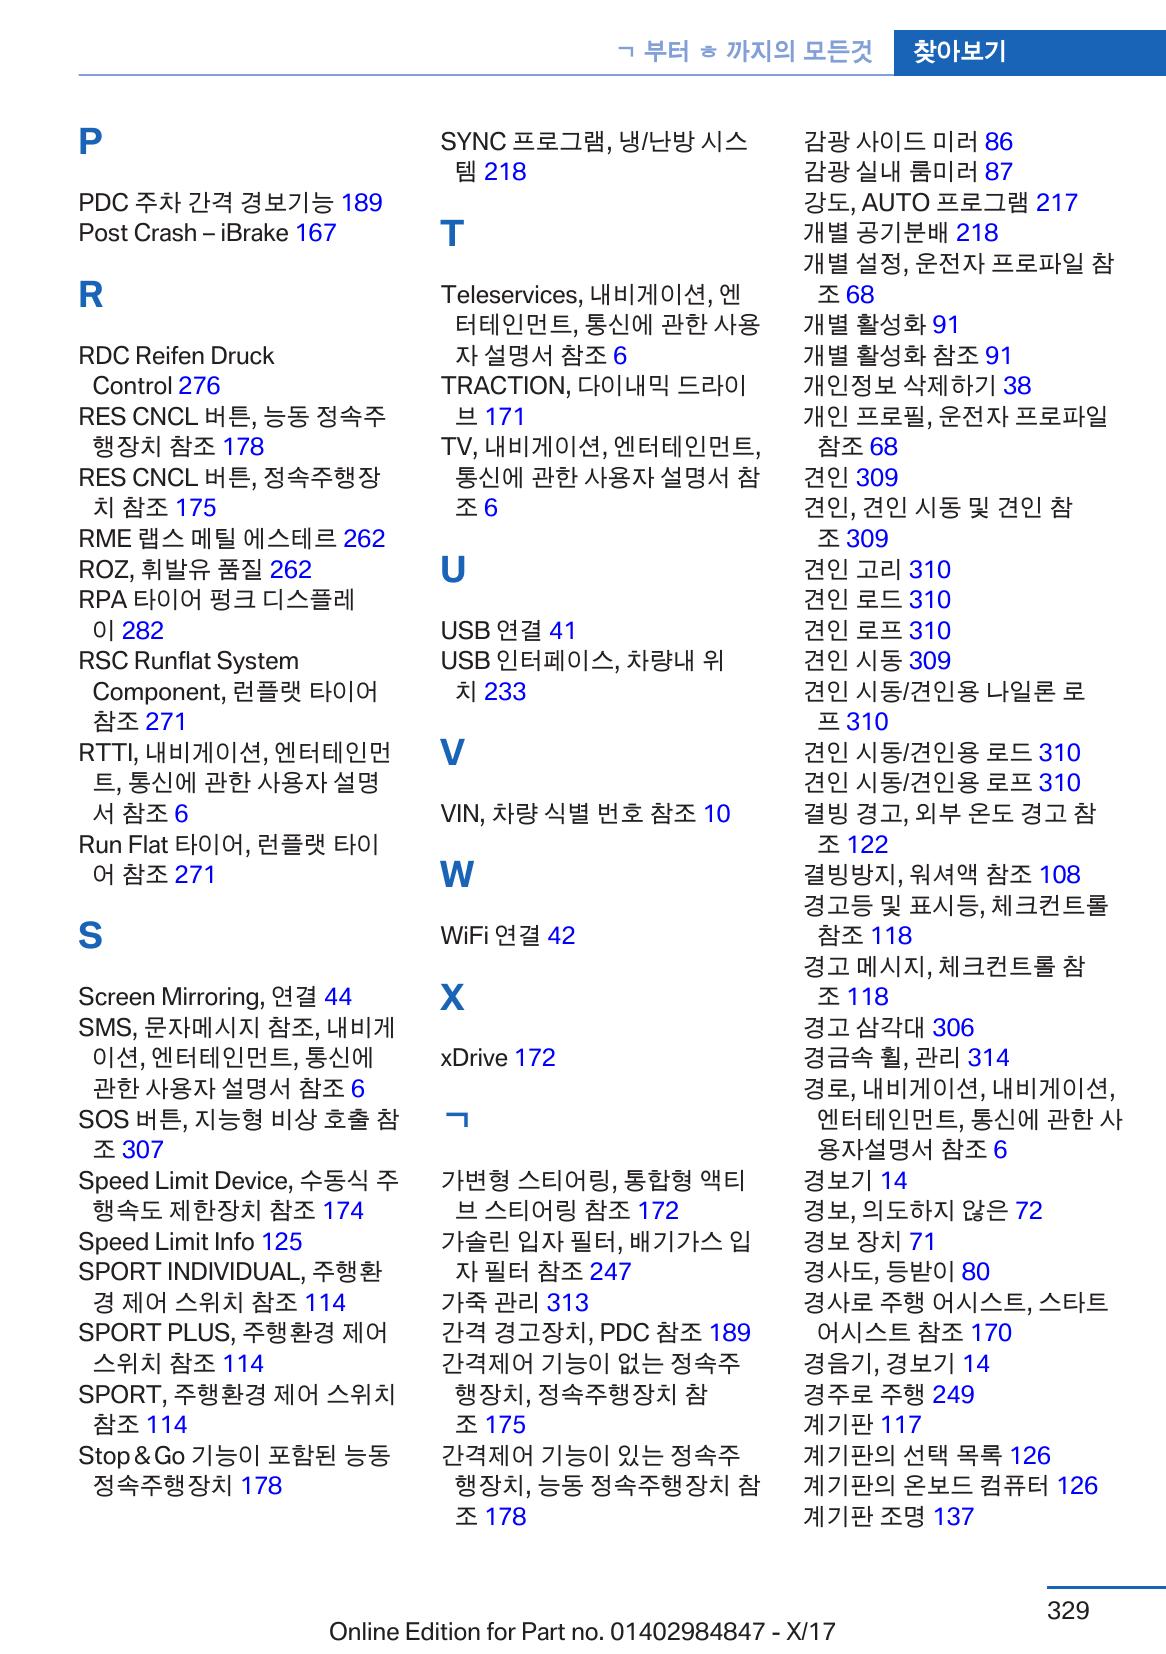 ㄱ 부터 ㅎ 까지의 모든것
찾아보기
P
PDC 주차 간격 경보기능 189
Post Crash – iBrake 167
R
RDC Reifen Druck
Control 276
RES CNCL 버튼, 능동 정속주
행장치 참조 178
RES CNCL 버튼, 정속주행장
치 참조 175
RME 랩스 메틸 에스테르 262
ROZ, 휘발유 품질 262
RPA 타이어 펑크 디스플레
이 282
RSC Runflat System
Component, 런플랫 타이어
참조 271
RTTI, 내비게이션, 엔터테인먼
트, 통신에 관한 사용자 설명
서 참조 6
Run Flat 타이어, 런플랫 타이
어 참조 271
S
Screen Mirroring, 연결 44
SMS, 문자메시지 참조, 내비게
이션, 엔터테인먼트, 통신에
관한 사용자 설명서 참조 6
SOS 버튼, 지능형 비상 호출 참
조 307
Speed Limit Device, 수동식 주
행속도 제한장치 참조 174
Speed Limit Info 125
SPORT INDIVIDUAL, 주행환
경 제어 스위치 참조 114
SPORT PLUS, 주행환경 제어
스위치 참조 114
SPORT, 주행환경 제어 스위치
참조 114
Stop & Go 기능이 포함된 능동
정속주행장치 178
SYNC 프로그램, 냉/난방 시스
템 218
T
Teleservices, 내비게이션, 엔
터테인먼트, 통신에 관한 사용
자 설명서 참조 6
TRACTION, 다이내믹 드라이
브 171
TV, 내비게이션, 엔터테인먼트,
통신에 관한 사용자 설명서 참
조 6
U
USB 연결 41
USB 인터페이스, 차량내 위
치 233
V
VIN, 차량 식별 번호 참조 10
W
WiFi 연결 42
X
xDrive 172
ㄱ
가변형 스티어링, 통합형 액티
브 스티어링 참조 172
가솔린 입자 필터, 배기가스 입
자 필터 참조 247
가죽 관리 313
간격 경고장치, PDC 참조 189
간격제어 기능이 없는 정속주
행장치, 정속주행장치 참
조 175
간격제어 기능이 있는 정속주
행장치, 능동 정속주행장치 참
조 178
감광 사이드 미러 86
감광 실내 룸미러 87
강도, AUTO 프로그램 217
개별 공기분배 218
개별 설정, 운전자 프로파일 참
조 68
개별 활성화 91
개별 활성화 참조 91
개인정보 삭제하기 38
개인 프로필, 운전자 프로파일
참조 68
견인 309
견인, 견인 시동 및 견인 참
조 309
견인 고리 310
견인 로드 310
견인 로프 310
견인 시동 309
견인 시동/견인용 나일론 로
프 310
견인 시동/견인용 로드 310
견인 시동/견인용 로프 310
결빙 경고, 외부 온도 경고 참
조 122
결빙방지, 워셔액 참조 108
경고등 및 표시등, 체크컨트롤
참조 118
경고 메시지, 체크컨트롤 참
조 118
경고 삼각대 306
경금속 휠, 관리 314
경로, 내비게이션, 내비게이션,
엔터테인먼트, 통신에 관한 사
용자설명서 참조 6
경보기 14
경보, 의도하지 않은 72
경보 장치 71
경사도, 등받이 80
경사로 주행 어시스트, 스타트
어시스트 참조 170
경음기, 경보기 14
경주로 주행 249
계기판 117
계기판의 선택 목록 126
계기판의 온보드 컴퓨터 126
계기판 조명 137
329
Online Edition for Part no. 01402984847 - X/17